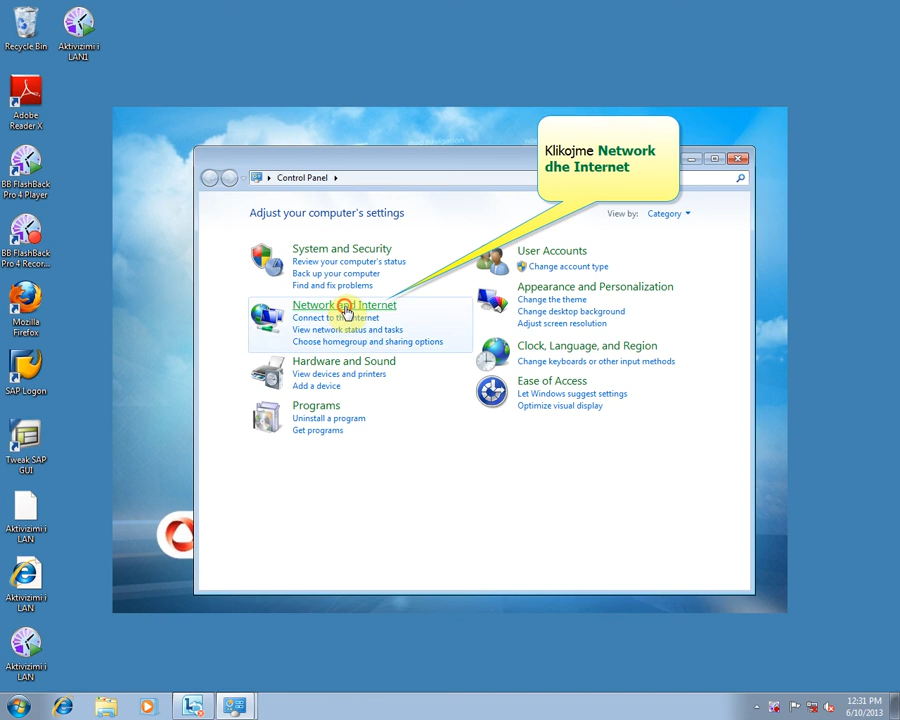 Recycle Bin
Aktivizimi i
LAN1
Adobe
Reader X
BB FlashBack
Pro 4 Player
BB FlashBack
Pro 4 Recor...
Mozilla
Firefox
SAP Logon
Tweak SAP
GUI
Aktivizimi i
LAN
Aktivizimi i
LAN
Aktivizimi i
LAN
Klikojme Network
dhe Internet
Control Panel
Adjust your computer's settings
View by: Category
System and Security
Review your computer's status
Back up your computer
Find and fix problems
Network and Internet
Connect to the Internet
View network status and tasks
Choose homegroup and sharing options
Hardware and Sound
View devices and printers
Add a device
Programs
Uninstall a program
Get programs
User Accounts
Change account type
Appearance and Personalization
Change the theme
Change desktop background
Adjust screen resolution
Clock, Language, and Region
Change keyboards or other input methods
Ease of Access
Let Windows suggest settings
Optimize visual display
12:31 PM
6/10/2013